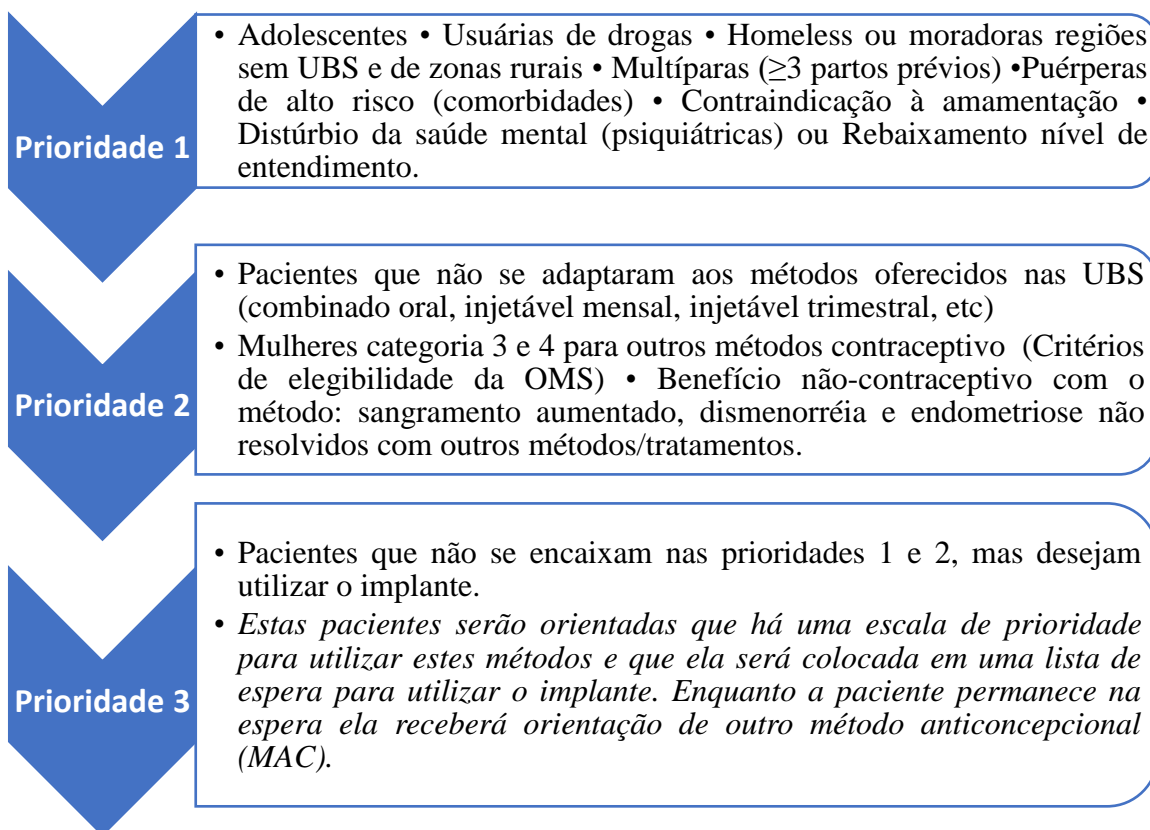 Prioridade 1
• Adolescentes • Usuárias de drogas • Homeless ou moradoras regiões
sem UBS e de zonas rurais • Multíparas (≥3 partos prévios) •Puérperas
de alto risco (comorbidades) • Contraindicação à amamentação •
Distúrbio da saúde mental (psiquiátricas) ou Rebaixamento nível de
entendimento.
Prioridade 2
• Pacientes que não se adaptaram aos métodos oferecidos nas UBS
(combinado oral, injetável mensal, injetável trimestral, etc)
• Mulheres categoria 3 e 4 para outros métodos contraceptivo (Critérios
de elegibilidade da OMS) • Benefício não-contraceptivo com o
método: sangramento aumentado, dismenorréia e endometriose não
resolvidos com outros métodos/tratamentos.
Prioridade 3
• Pacientes que não se encaixam nas prioridades 1 e 2, mas desejam
utilizar o implante.
• Estas pacientes serão orientadas que há uma escala de prioridade
para utilizar estes métodos e que ela será colocada em uma lista de
espera para utilizar o implante. Enquanto a paciente permanece na
espera ela receberá orientação de outro método anticoncepcional
(MAC).